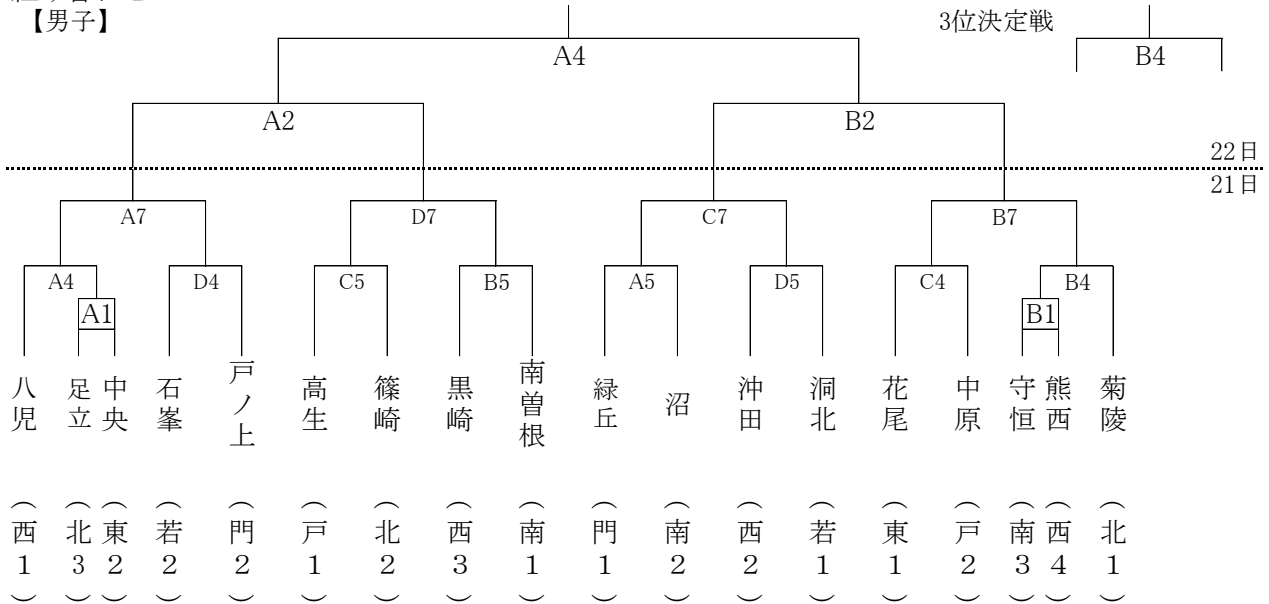 【男子】
3位決定戦
A4
B4
A2
B2
22日
21日
A7
D7
C7
B7
A4
D4
C5
B5
A5
D5
C4
B4
A1
B1
八児
足立
中央
石峯
戸ノ上
高生
篠崎
黒崎
南曽根
緑丘
沼
沖田
洞北
花尾
中原
守恒
熊西
菊陵
（西1）
（北3）
（東2）
（若2）
（門2）
（戸1）
（北2）
（西3）
（南1）
（門1）
（南2）
（西2）
（若1）
（東1）
（戸2）
（南3）
（西4）
（北1）